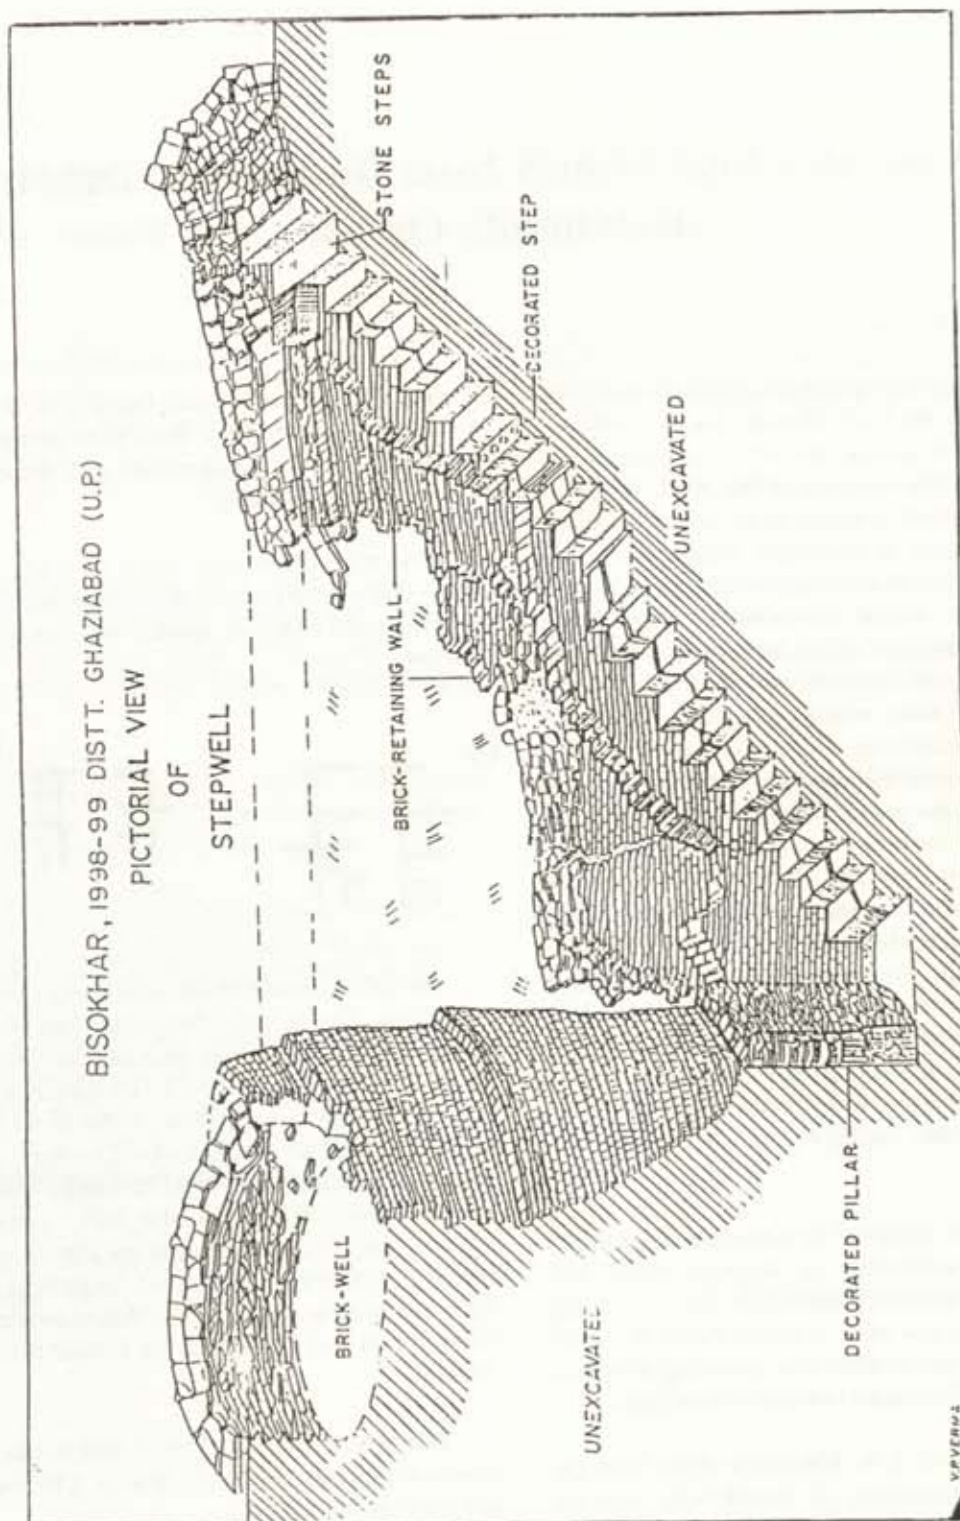 BISOKHAR, 1998-99 DISTT. GHAZIABAD (U.P.)
PICTORIAL VIEW
OF
STEPWELL
STONE STEPS
DECORATED STEP
BRICK-RETAINING WALL
UNEXCAVATED
BRICK-WELL
UNEXCAVATED
DECORATED PILLAR
V.P.VERMA